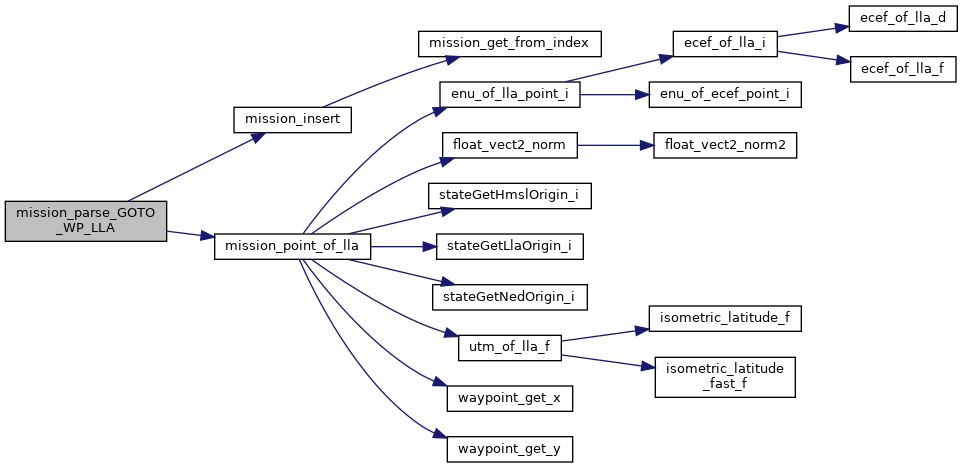 mission_parse_GOTO
_WP_LLA
mission_insert
mission_get_from_index
mission_point_of_lla
enu_of_lla_point_i
ecef_of_lla_i
ecef_of_lla_d
ecef_of_lla_f
enu_of_ecef_point_i
float_vect2_norm
float_vect2_norm2
stateGetHmslOrigin_i
stateGetLlaOrigin_i
stateGetNedOrigin_i
utm_of_lla_f
isometric_latitude_f
isometric_latitude
_fast_f
waypoint_get_x
waypoint_get_y